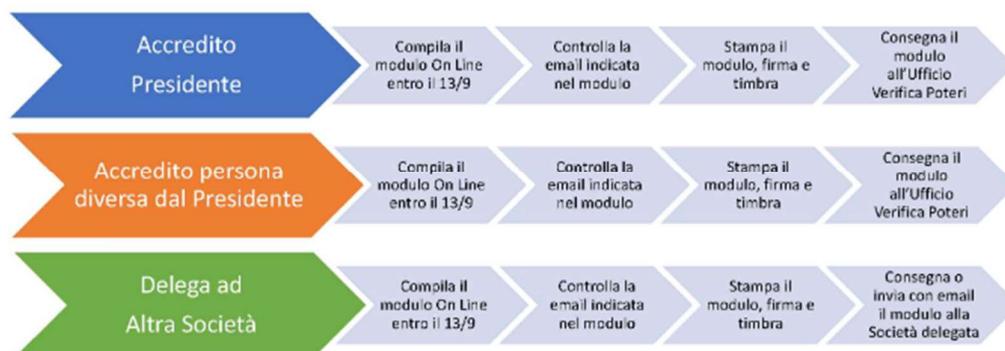 Accredito
Presidente
Compila il
modulo On Line
entro il 13/9
Controlla la
email indicata
nel modulo
Stampa il
modulo, firma e
timbra
Consegna il
modulo
all'Ufficio
Verifica Poteri
Accredito persona
diversa dal Presidente
Compila il
modulo On Line
entro il 13/9
Controlla la
email indicata
nel modulo
Stampa il
modulo, firma e
timbra
Consegna il
modulo
all'Ufficio
Verifica Poteri
Delega ad
Altra Società
Compila il
modulo On Line
entro il 13/9
Controlla la
email indicata
nel modulo
Stampa il
modulo, firma e
timbra
Consegna o
invia con email
il modulo alla
Società delegata